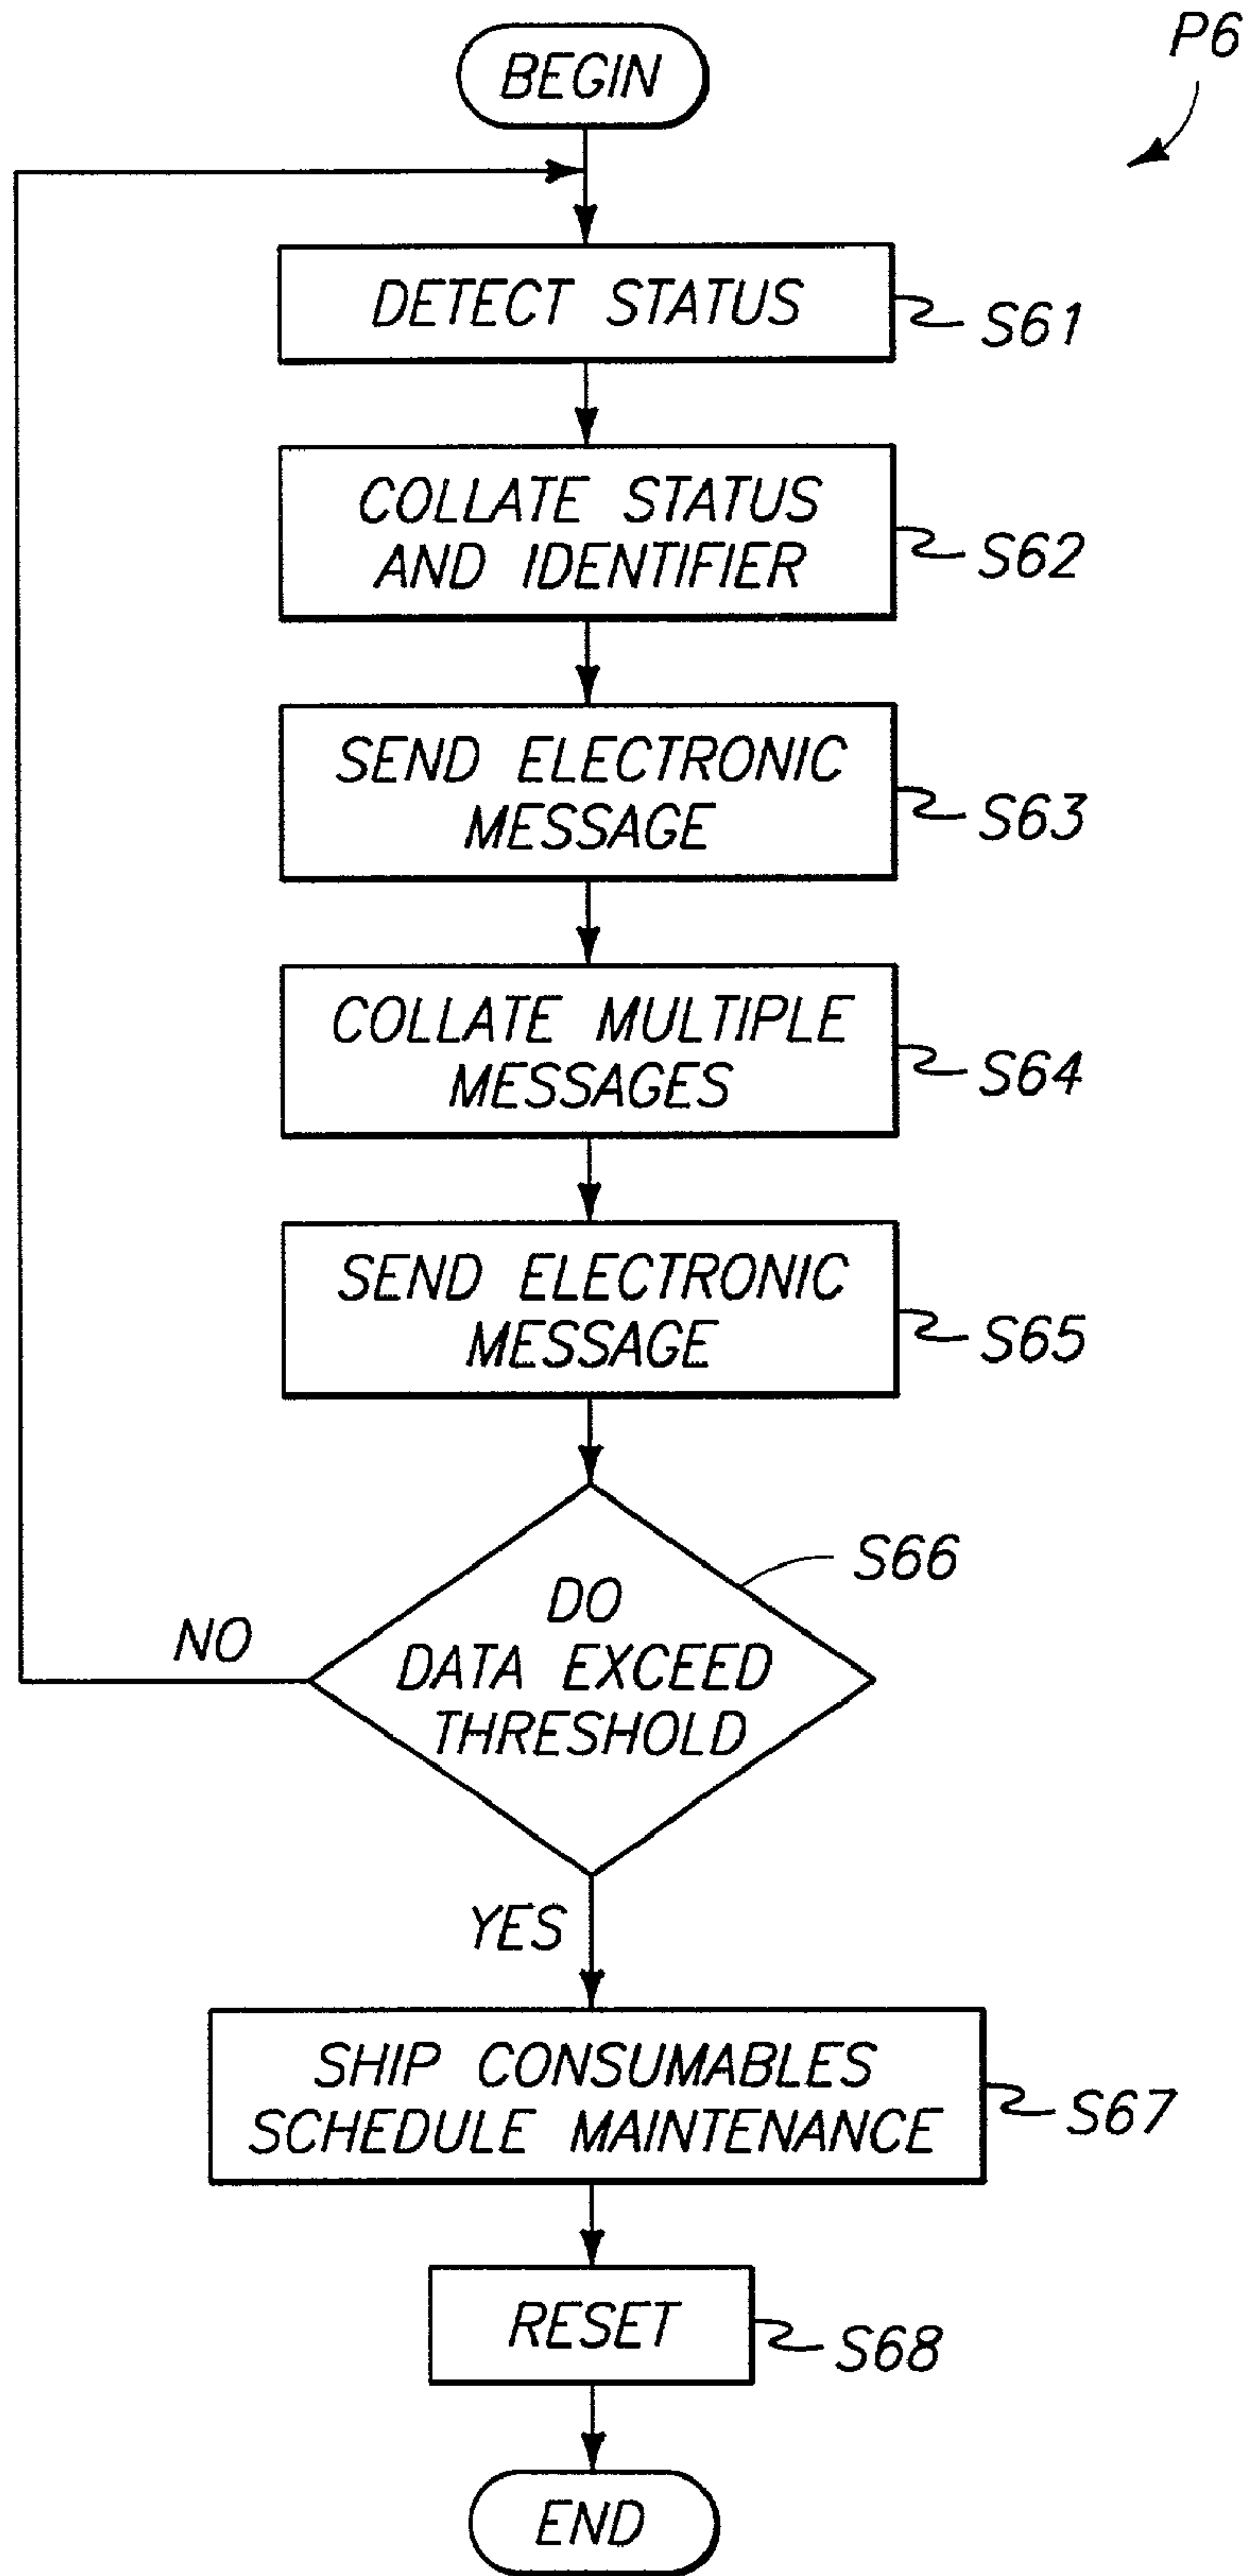 P6
BEGIN
DETECT STATUS
S61
COLLATE STATUS
AND IDENTIFIER
S62
SEND ELECTRONIC
MESSAGE
S63
COLLATE MULTIPLE
MESSAGES
S64
SEND ELECTRONIC
MESSAGE
S65
S66
DO
DATA EXCEED
THRESHOLD
NO
YES
SHIP CONSUMABLES
SCHEDULE MAINTENANCE
S67
RESET
S68
END